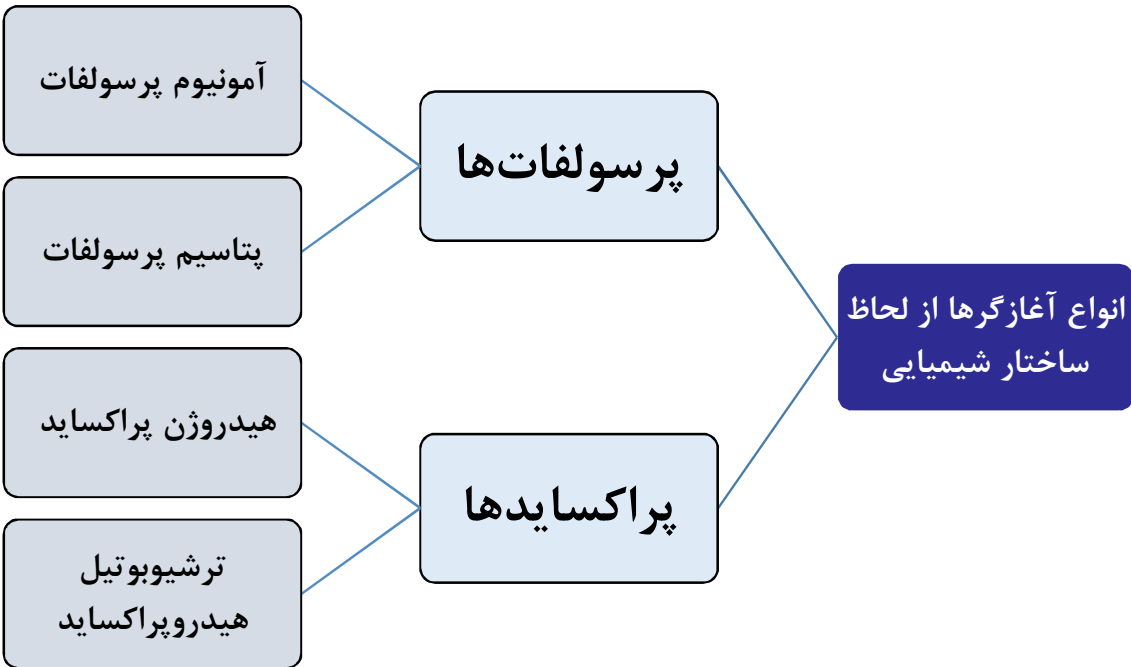 انواع آغازگرها از لحاظ
ساختار شیمیایی
پرسولفات‌ها
آمونیوم پرسولفات
پتاسیم پرسولفات
پراکسایدها
هیدروژن پراکساید
ترشیوبوتیل
هیدروپراکساید